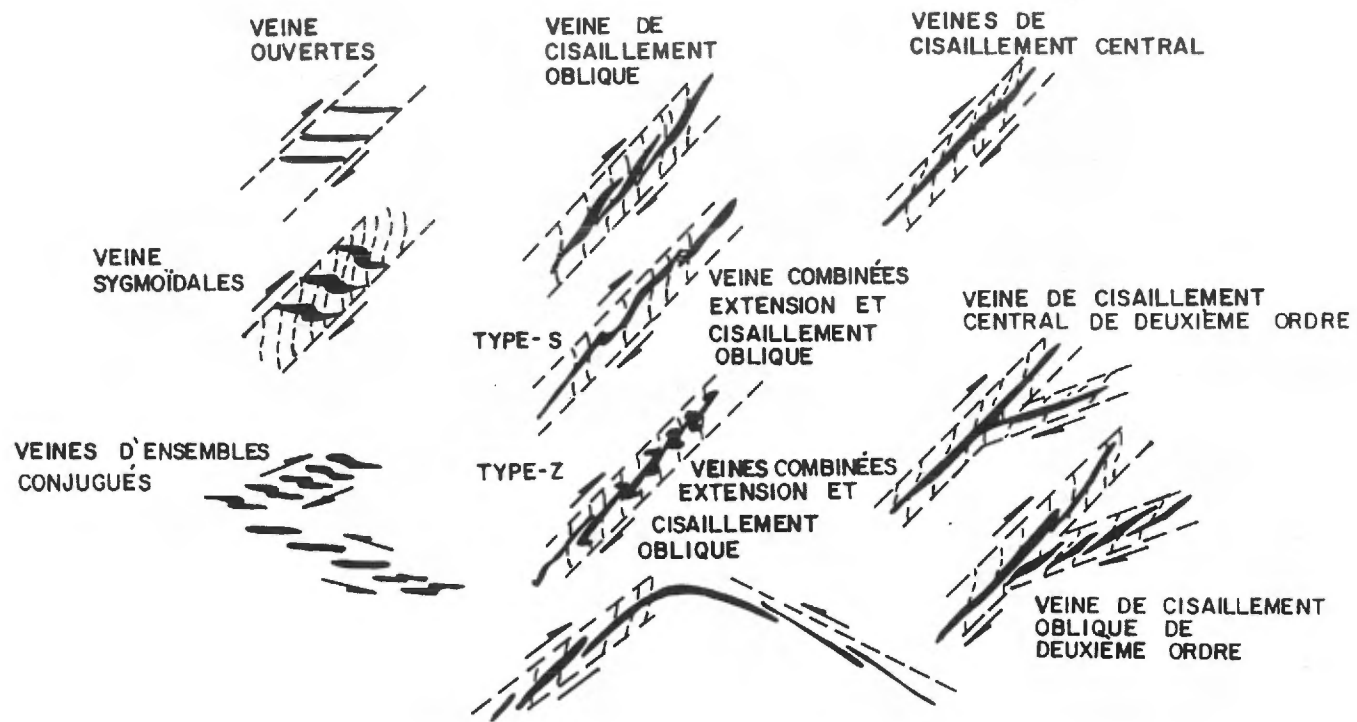 VEINE
OUVERTES
VEINE DE
CISAILLEMENT
OBLIQUE
VEINES DE
CISAILLEMENT CENTRAL
VEINE
SYGMOÏDALES
TYPE-S
VEINE COMBINÉES
EXTENSION ET
CISAILLEMENT
OBLIQUE
VEINE DE CISAILLEMENT
CENTRAL DE DEUXIÈME ORDRE
VEINES D'ENSEMBLES
CONJUGUÉS
TYPE-Z
VEINES COMBINÉES
EXTENSION ET
CISAILLEMENT
OBLIQUE
VEINE DE CISAILLEMENT
OBLIQUE DE
DEUXIÈME ORDRE